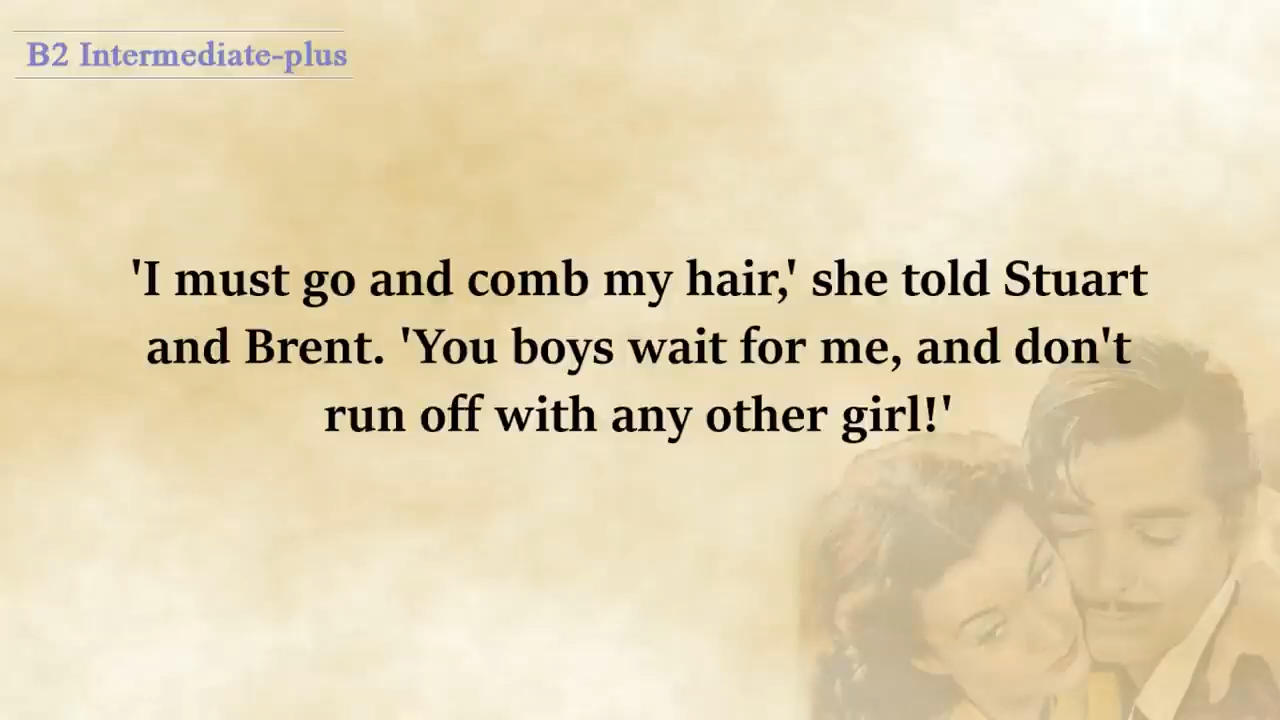 B2 Intermediate-plus
'I must go and comb my hair,' she told Stuart
and Brent. 'You boys wait for me, and don't
run off with any other girl!'